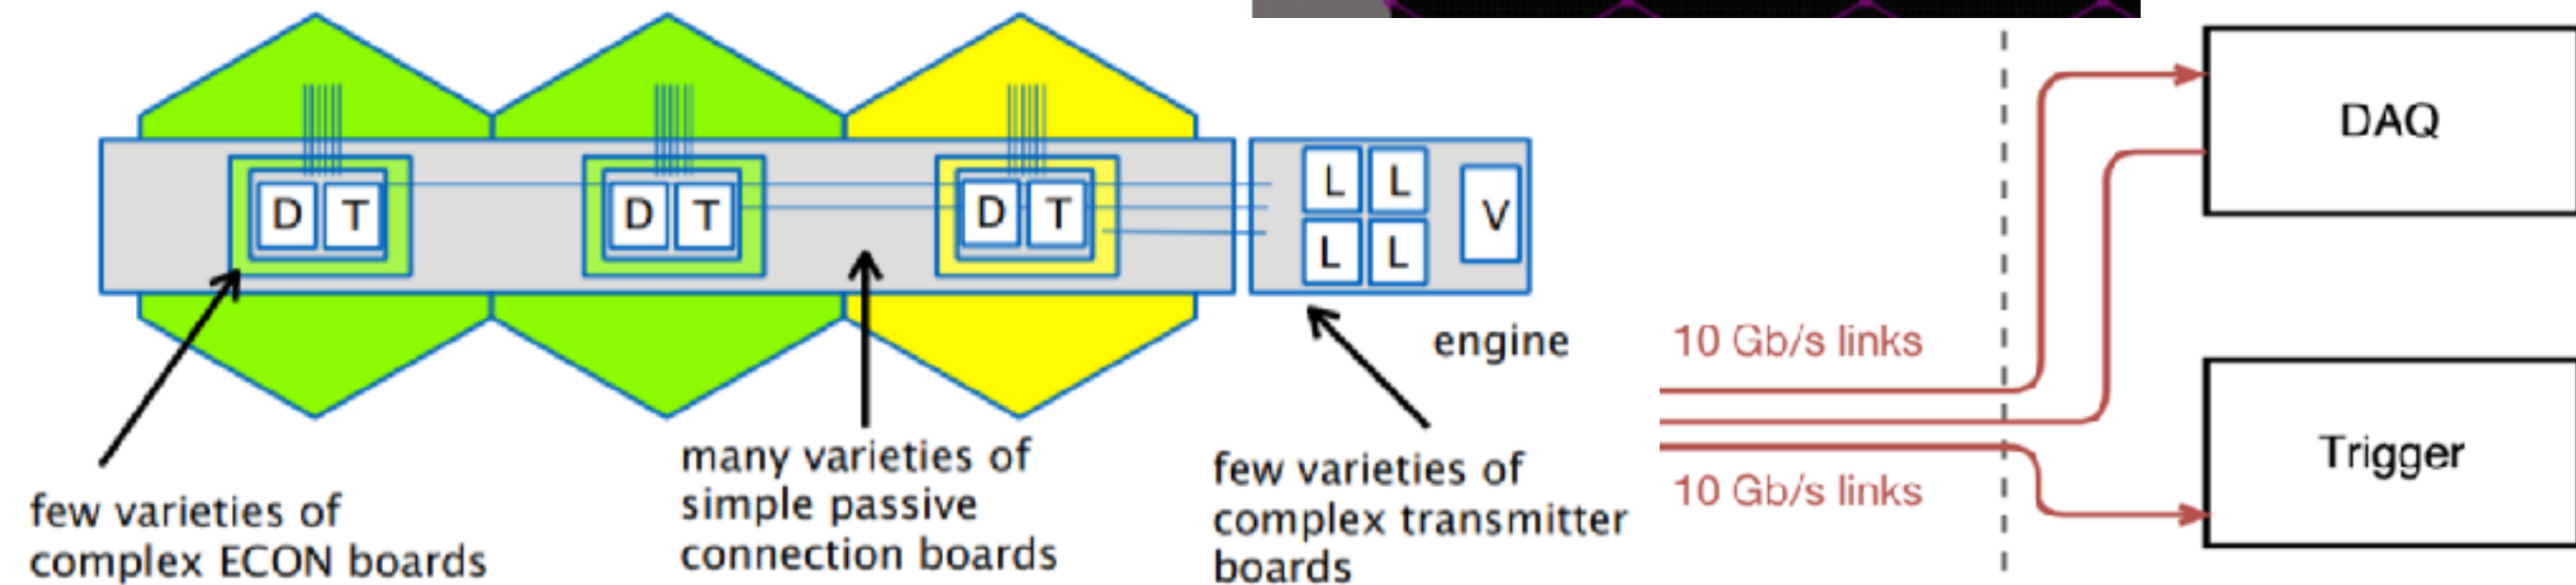 D T
D T
D T
L L
L L
V
engine
few varieties of
complex ECON boards
many varieties of
simple passive
connection boards
few varieties of
complex transmitter
boards
10 Gb/s links
10 Gb/s links
DAQ
Trigger